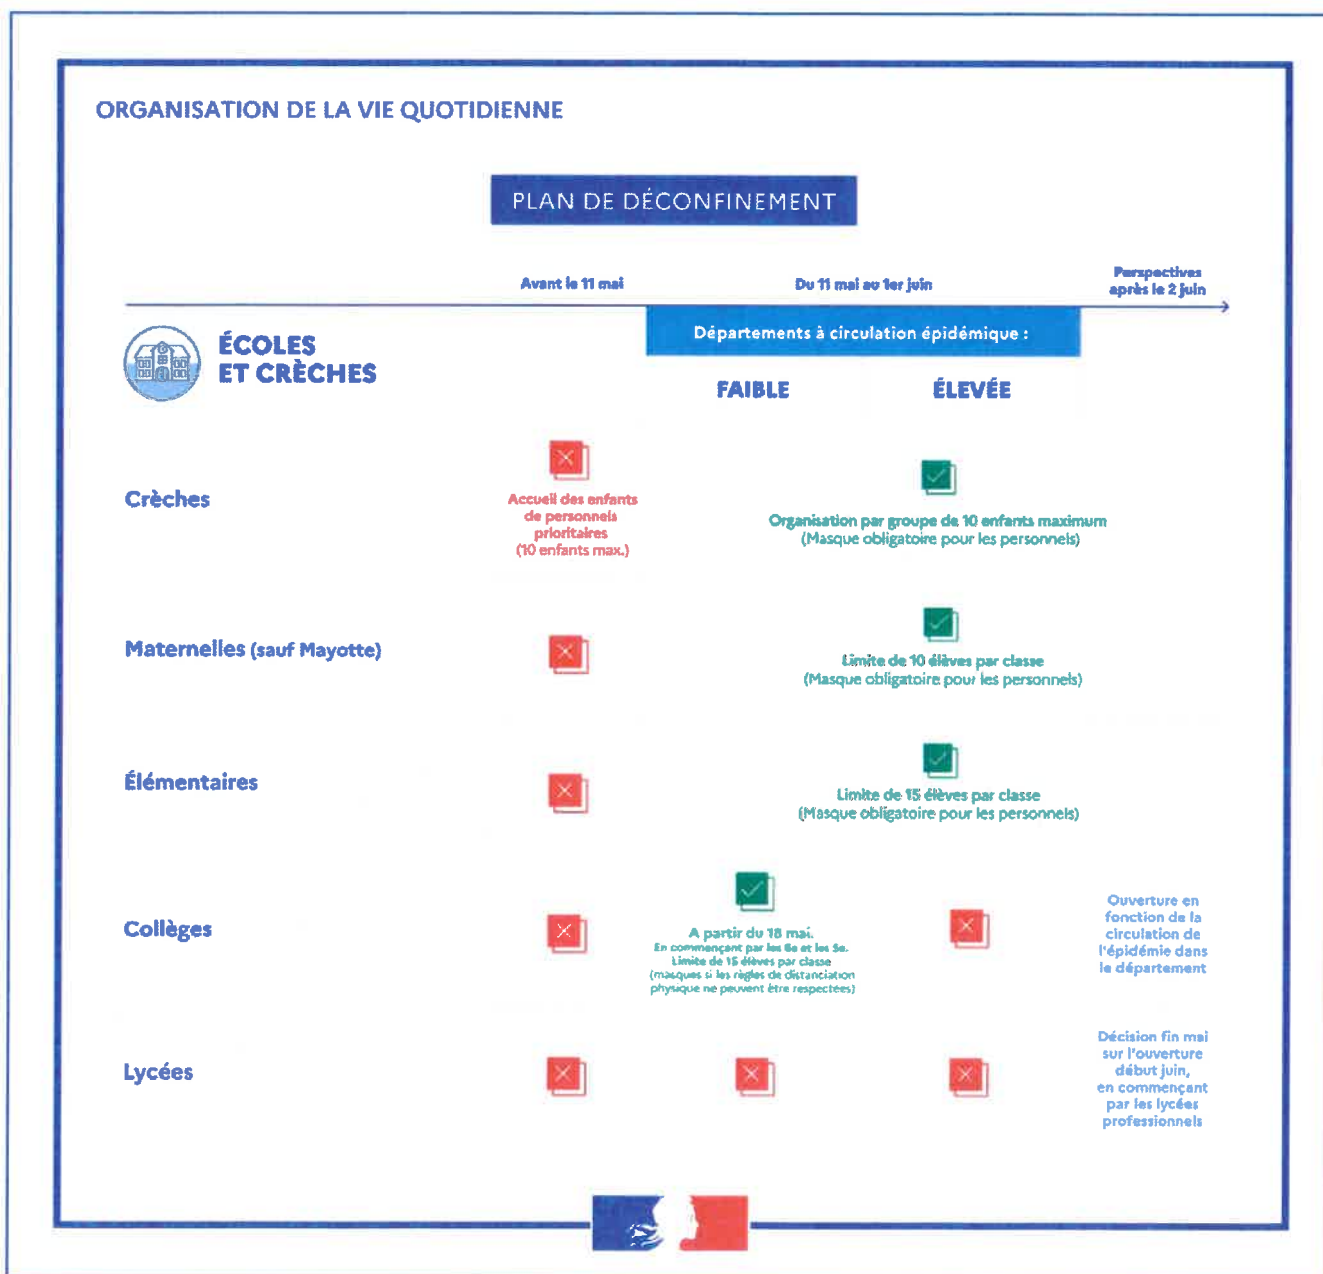 ORGANISATION DE LA VIE QUOTIDIENNE
PLAN DE DÉCONFINEMENT
Avant le 11 mai
Du 11 mai au 1er juin
Perspectives
après le 2 juin
Départements à circulation épidémique :
FAIBLE
ÉLEVÉE
ÉCOLES
ET CRÈCHES
Crèches
Accueil des enfants
de personnels
prioritaires
(10 enfants max.)
Organisation par groupe de 10 enfants maximum
(Masque obligatoire pour les personnels)
Maternelles (sauf Mayotte)
Limite de 10 élèves par classe
(Masque obligatoire pour les personnels)
Élémentaires
Limite de 15 élèves par classe
(Masque obligatoire pour les personnels)
Collèges
A partir du 18 mai.
En commençant par les 6e et les 5e.
Limite de 15 élèves par classe
(masques si les règles de distanciation
physique ne peuvent être respectées)
Ouverture en
fonction de la
circulation de
l'épidémie dans
le département
Lycées
Décision fin mai
sur l'ouverture
début juin,
en commençant
par les lycées
professionnels